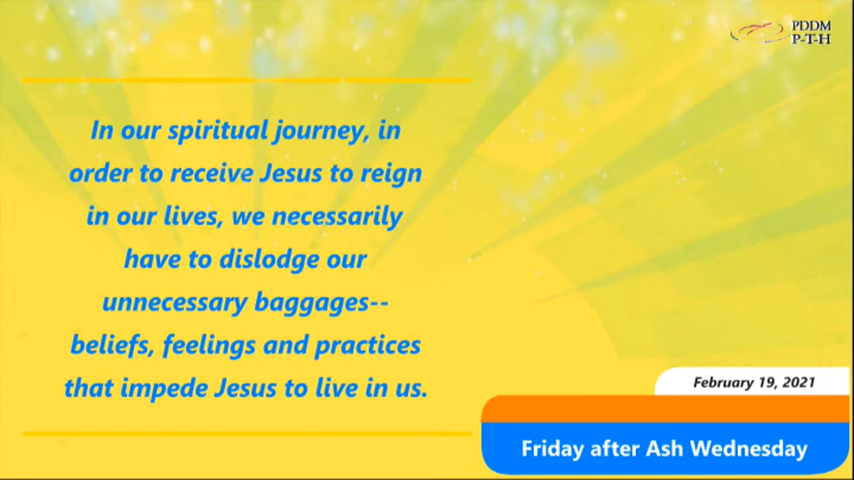 PDDM
P-T-H
In our spiritual journey, in
order to receive Jesus to reign
in our lives, we necessarily
have to dislodge our
unnecessary baggages--
beliefs, feelings and practices
that impede Jesus to live in us.
February 19, 2021
Friday after Ash Wednesday